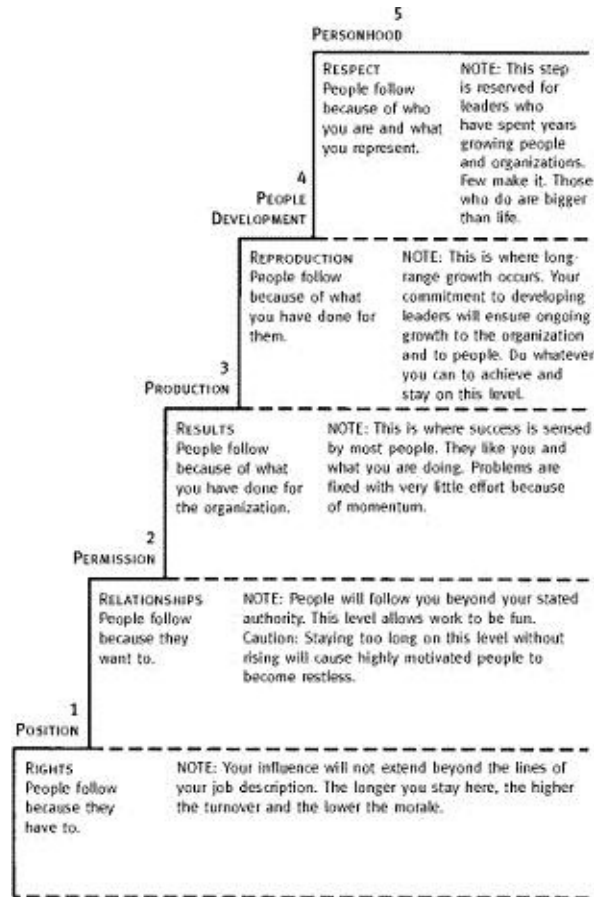 5
PERSONHOOD
RESPECT
People follow
because of who
you are and what
you represent.
NOTE: This step
is reserved for
leaders who
have spent years
growing people
and organizations.
Few make it. Those
who do are bigger
than life.
4
PEOPLE
DEVELOPMENT
REPRODUCTION
People follow
because of what
you have done for
them.
NOTE: This is where long-
range growth occurs. Your
commitment to developing
leaders will ensure ongoing
growth to the organization
and to people. Do whatever
you can to achieve and
stay on this level.
3
PRODUCTION
RESULTS
People follow
because of what
you have done for
the organization.
NOTE: This is where success is sensed
by most people. They like you and
what you are doing. Problems are
fixed with very little effort because
of momentum.
2
PERMISSION
RELATIONSHIPS
People follow
because they
want to.
NOTE: People will follow you beyond your stated
authority. This level allows work to be fun.
Caution: Staying too long on this level without
rising will cause highly motivated people to
become restless.
1
POSITION
RIGHTS
People follow
because they
have to.
NOTE: Your influence will not extend beyond the lines of
your job description. The longer you stay here, the higher
the turnover and the lower the morale.